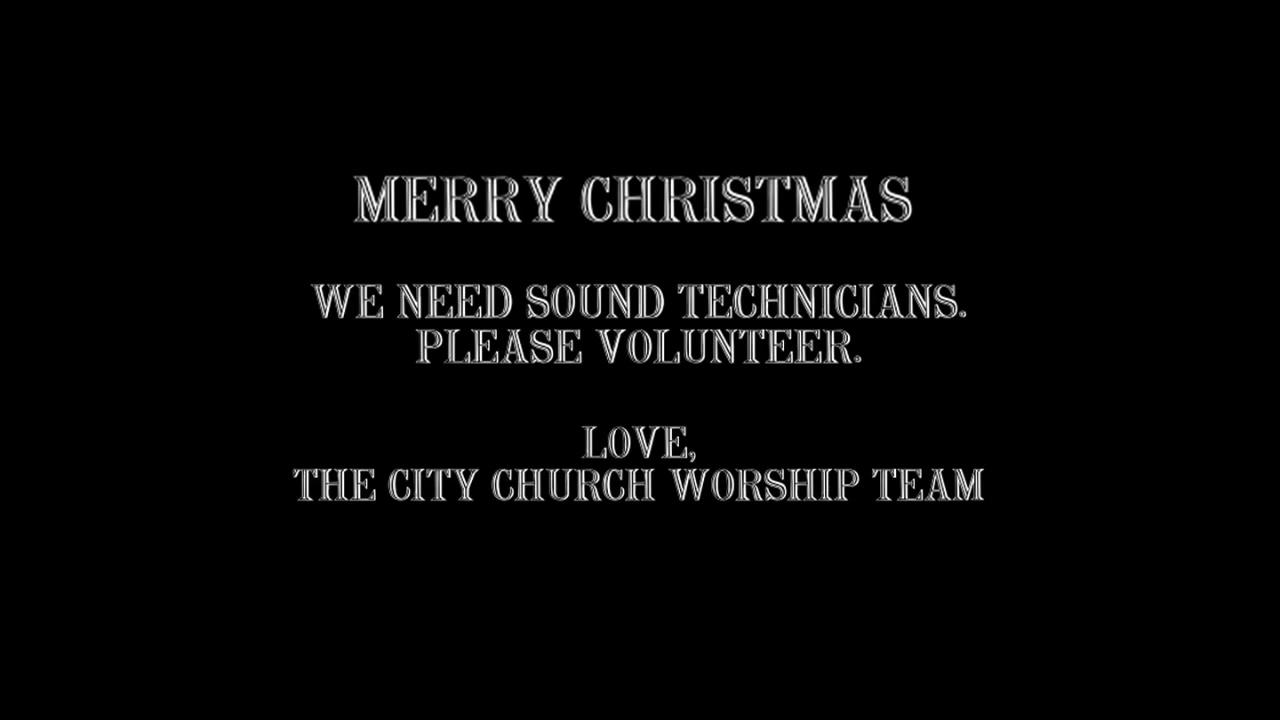 MERRY CHRISTMAS
WE NEED SOUND TECHNICIANS.
PLEASE VOLUNTEER.
LOVE,
THE CITY CHURCH WORSHIP TEAM